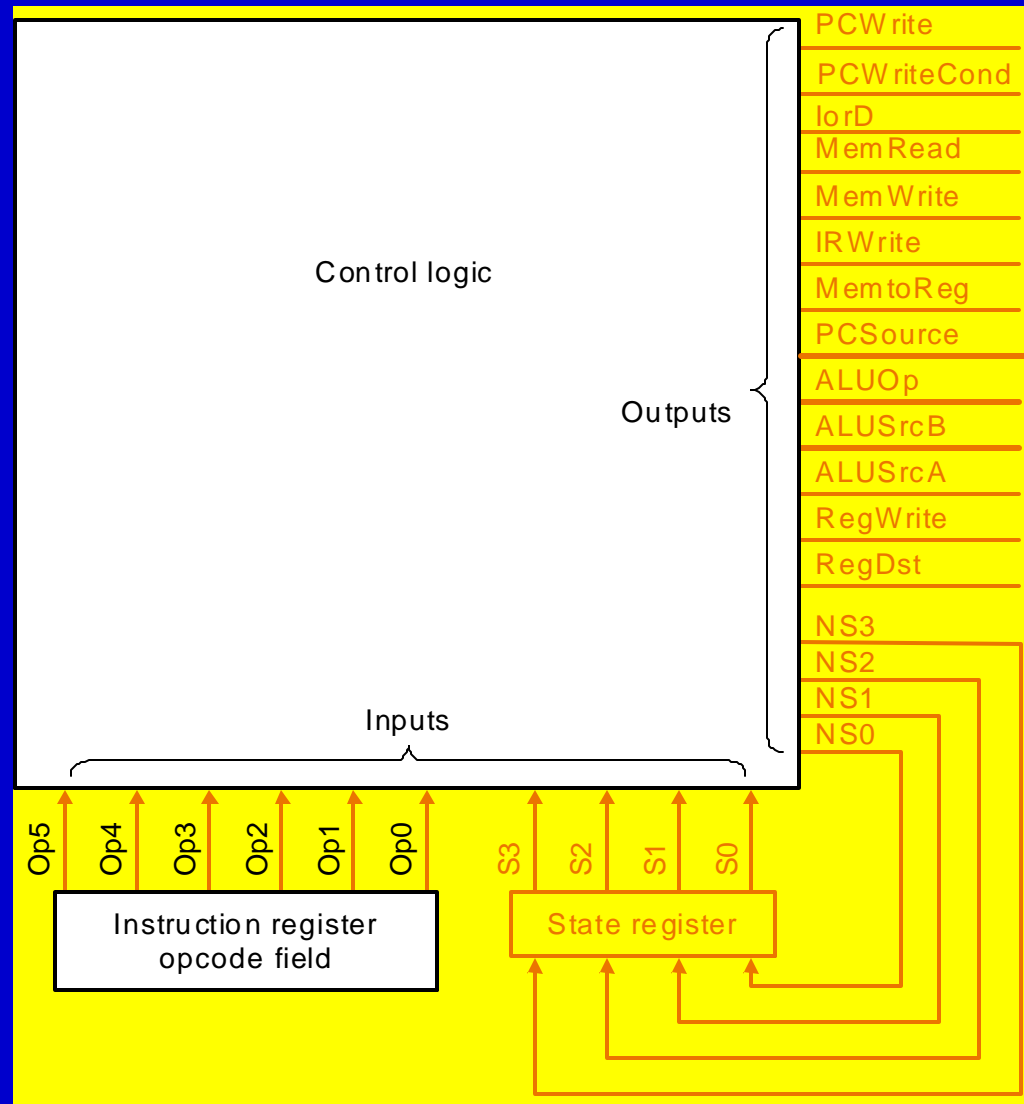 PCWrite
PCWriteCond
IorD
MemRead
MemWrite
IRWrite
Control logic
MemtoReg
PCSource
ALUOp
Outputs
ALUSrcB
ALUSrcA
RegWrite
RegDst
NS3
NS2
NS1
Inputs
NS0
Op5
Op4
Op3
Op2
Op1
Op0
S3
S2
S1
S0
Instruction register
opcode field
State register